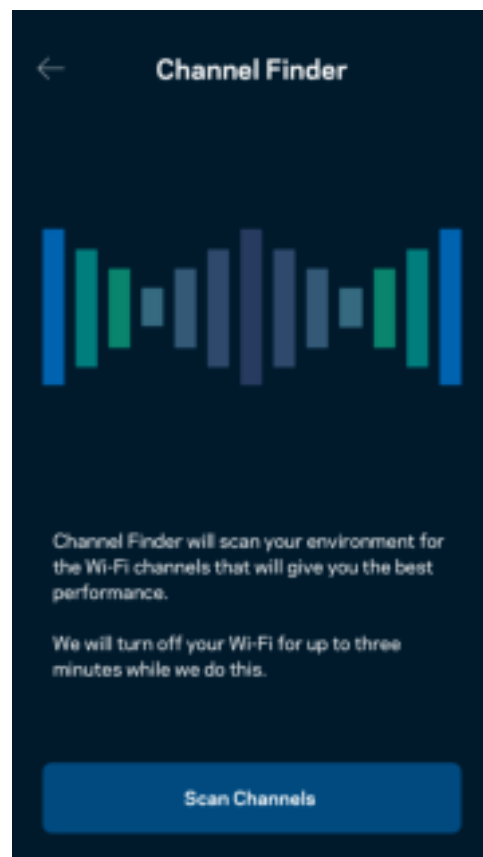 Channel Finder
Channel Finder will scan your environment for
the Wi-Fi channels that will give you the best
performance.
We will turn off your Wi-Fi for up to three
minutes while we do this.
Scan Channels